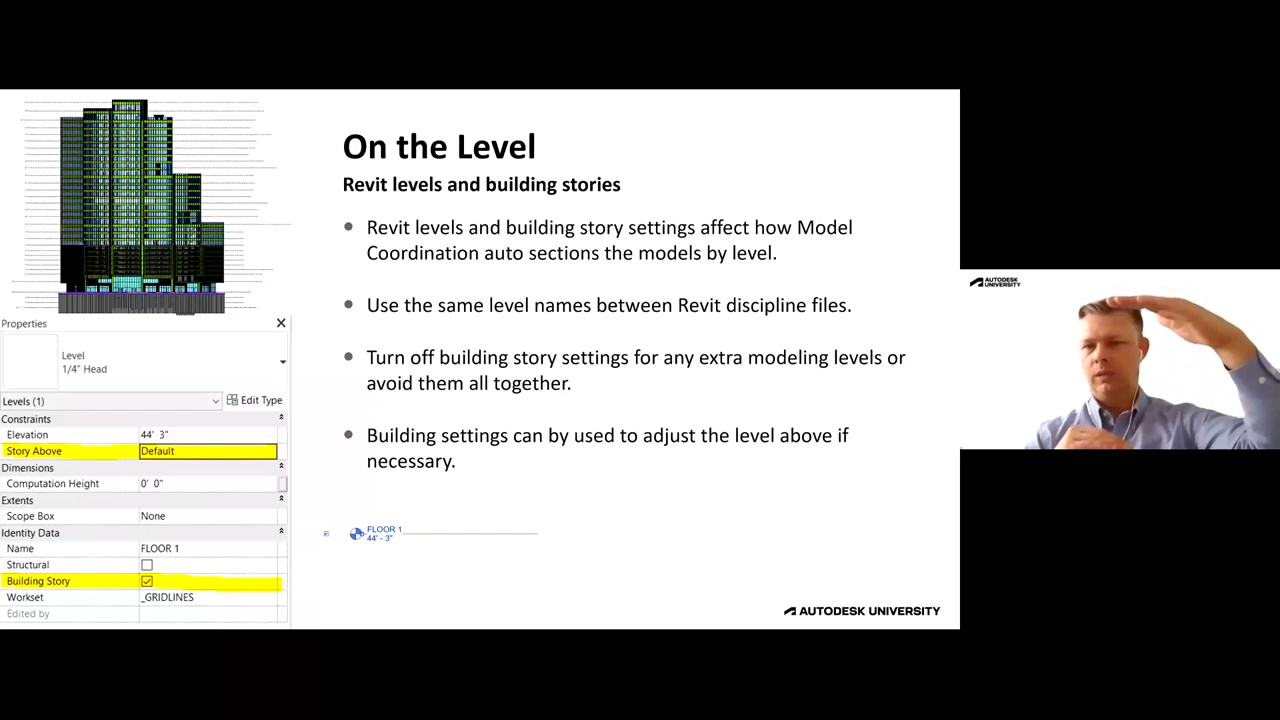 On the Level
Revit levels and building stories
Revit levels and building story settings affect how Model
Coordination auto sections the models by level.
Use the same level names between Revit discipline files.
Turn off building story settings for any extra modeling levels or
avoid them all together.
Building settings can by used to adjust the level above if
necessary.
FLOOR 1
44' - 3"
AUTODESK UNIVERSITY
Properties
Level
1/4" Head
Levels (1)
Edit Type
Constraints
Elevation 44' 3"
Story Above Default
Dimensions
Computation Height 0' 0"
Extents
Scope Box None
Identity Data
Name FLOOR 1
Structural
Building Story
Workset _GRIDLINES
Edited by
AUTODESK
UNIVERSITY